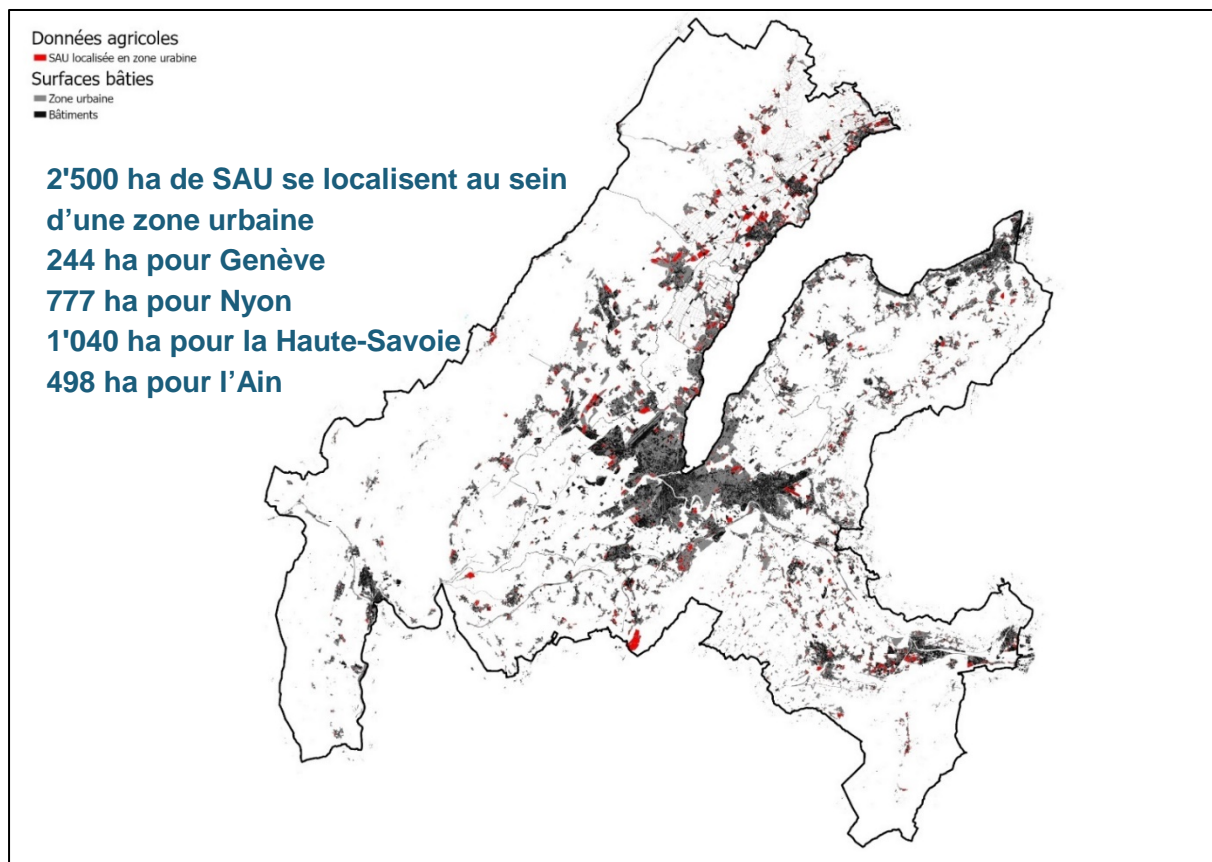 Données agricoles
SAU localisée en zone urabine
Surfaces bâties
Zone urbaine
Bâtiments
2'500 ha de SAU se localisent au sein
d’une zone urbaine
244 ha pour Genève
777 ha pour Nyon
1'040 ha pour la Haute-Savoie
498 ha pour l’Ain